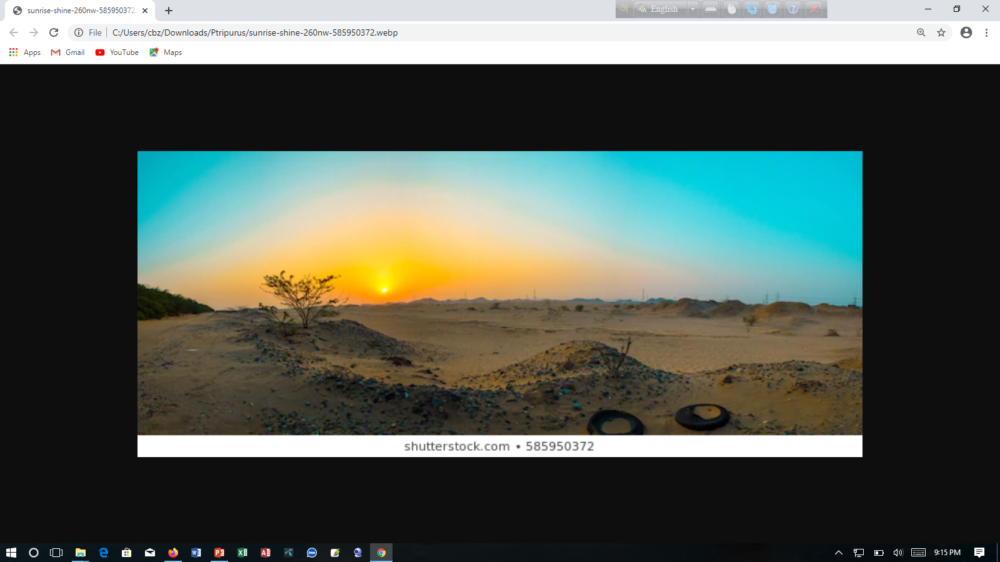 sunrise-shine-260nw-585950372
English
File
C:/Users/cbz/Downloads/Ptripurus/sunrise-shine-260nw-585950372.webp
Apps
Gmail
YouTube
Maps
shutterstock.com • 585950372
9:15 PM